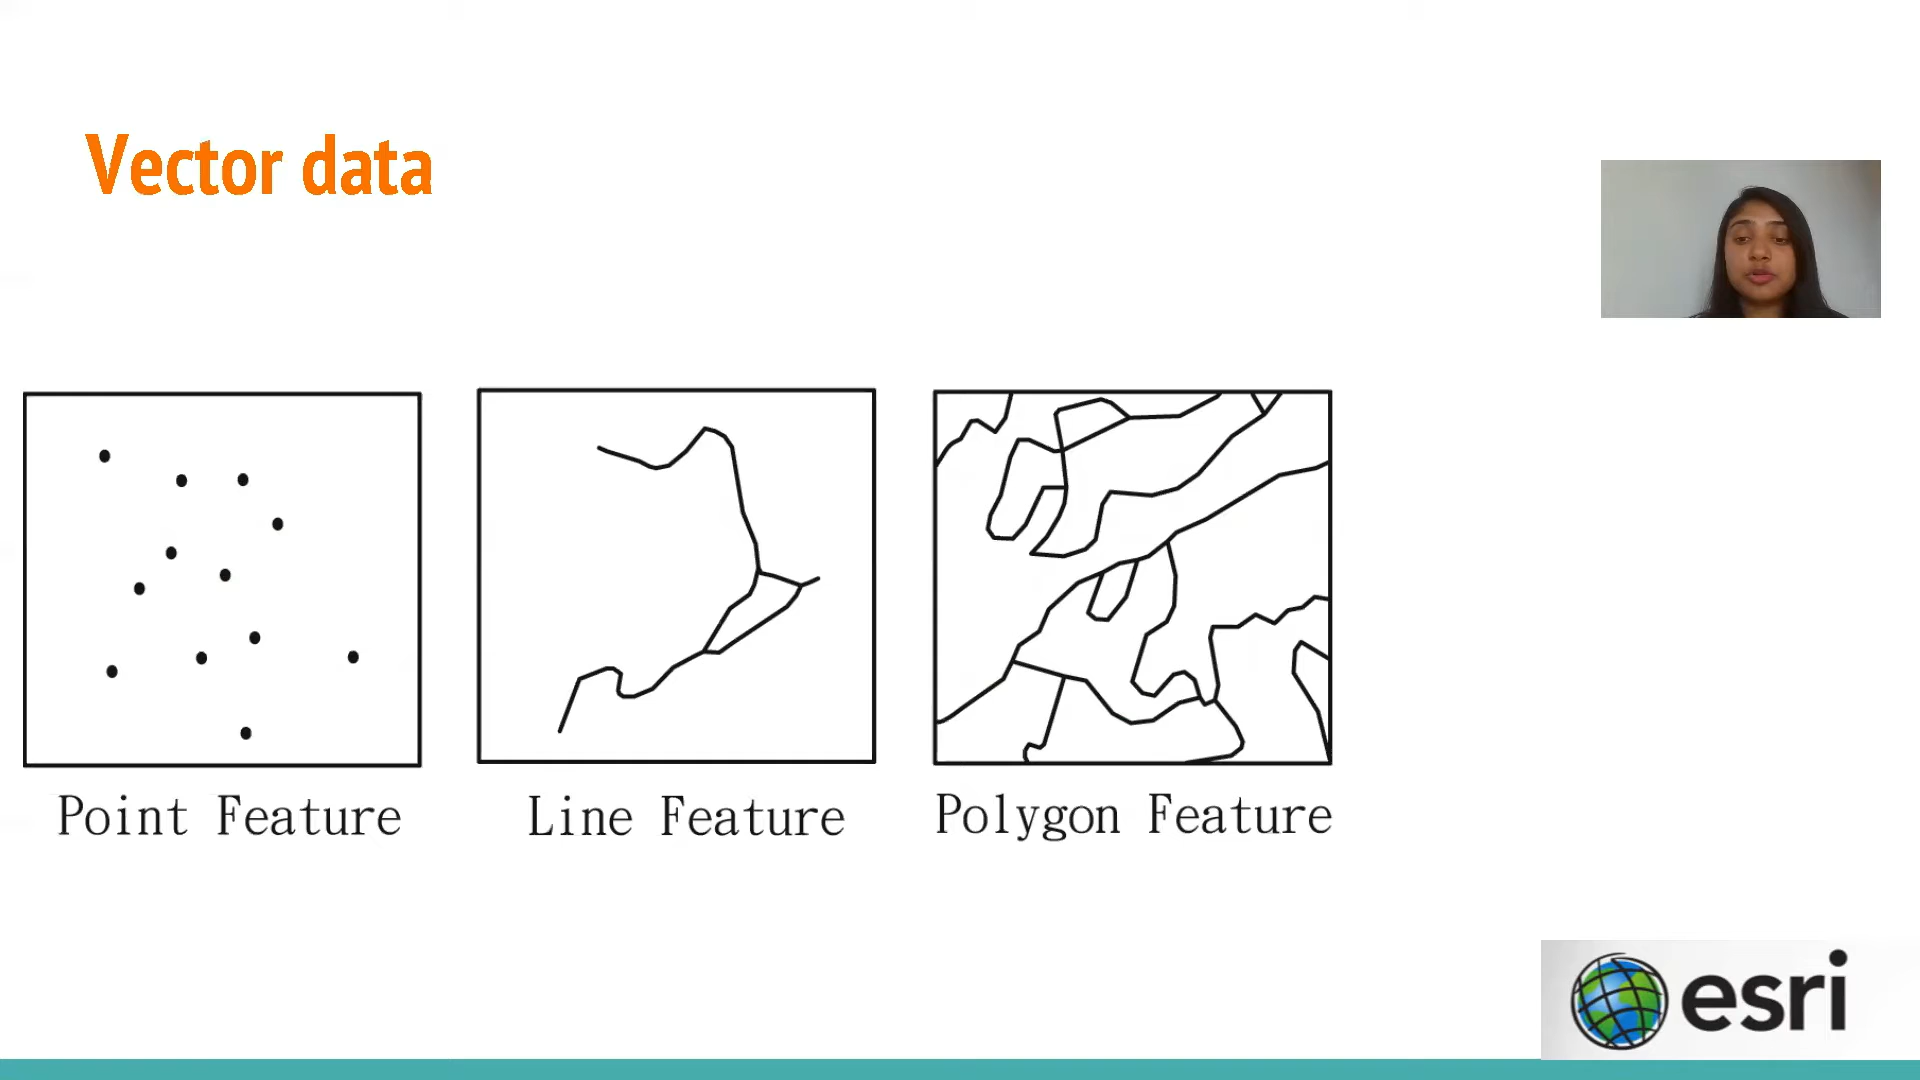 Vector data
Point Feature
Line Feature
Polygon Feature
esri